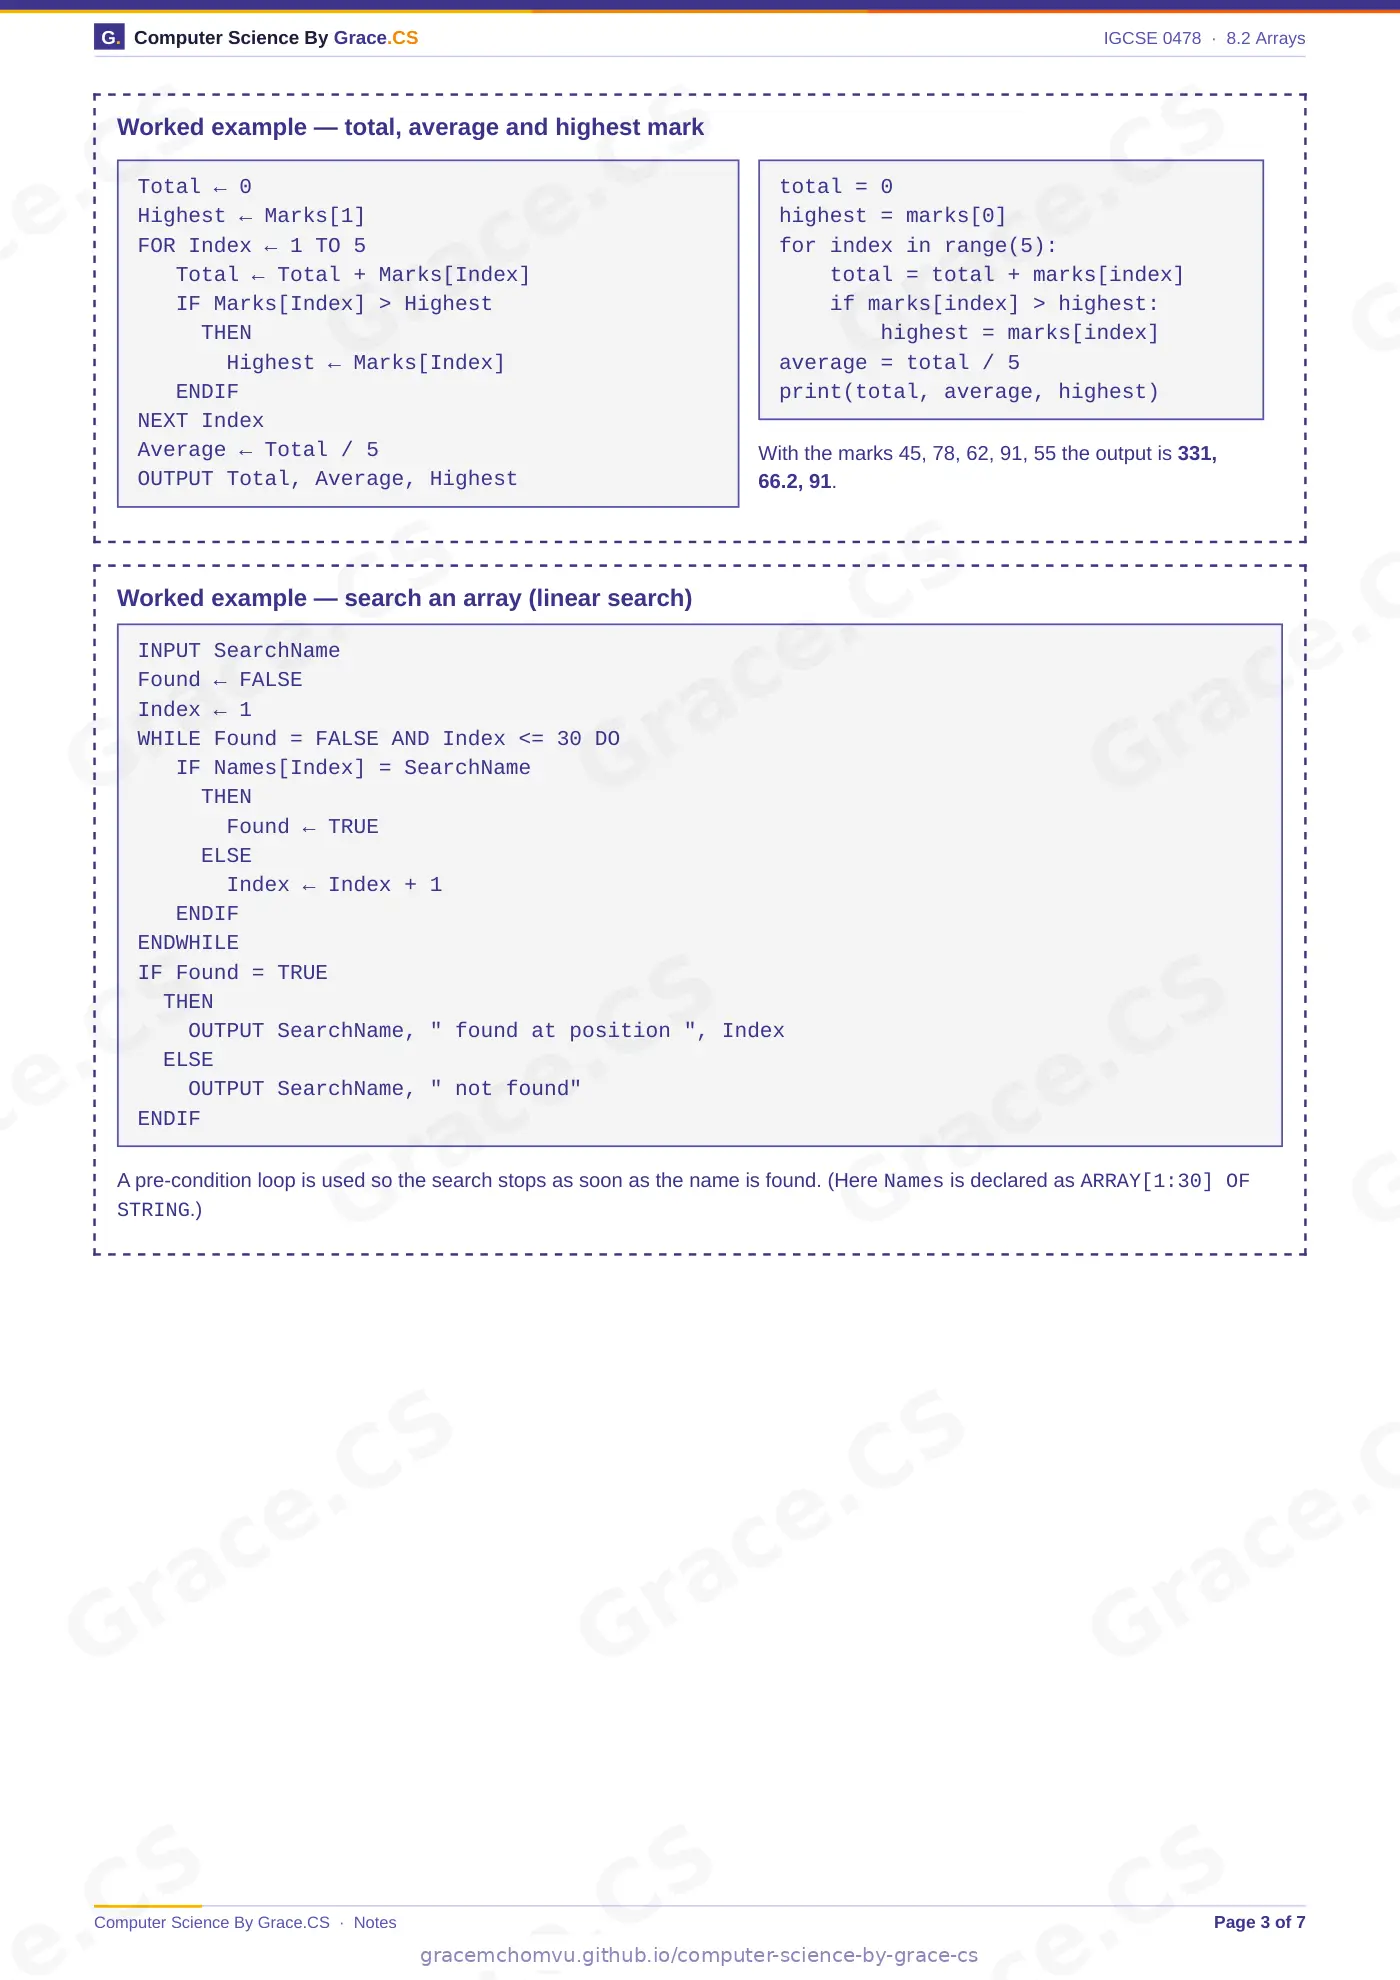 G. Computer Science By Grace.CS
IGCSE 0478 · 8.2 Arrays
Worked example — total, average and highest mark
Total ← 0
Highest ← Marks[1]
FOR Index ← 1 TO 5
   Total ← Total + Marks[Index]
   IF Marks[Index] > Highest
     THEN
       Highest ← Marks[Index]
   ENDIF
NEXT Index
Average ← Total / 5
OUTPUT Total, Average, Highest
total = 0
highest = marks[0]
for index in range(5):
    total = total + marks[index]
    if marks[index] > highest:
        highest = marks[index]
average = total / 5
print(total, average, highest)
With the marks 45, 78, 62, 91, 55 the output is 331,
66.2, 91.
Worked example — search an array (linear search)
INPUT SearchName
Found ← FALSE
Index ← 1
WHILE Found = FALSE AND Index <= 30 DO
   IF Names[Index] = SearchName
     THEN
       Found ← TRUE
     ELSE
       Index ← Index + 1
   ENDIF
ENDWHILE
IF Found = TRUE
  THEN
    OUTPUT SearchName, " found at position ", Index
  ELSE
    OUTPUT SearchName, " not found"
ENDIF
A pre-condition loop is used so the search stops as soon as the name is found. (Here Names is declared as ARRAY[1:30] OF
STRING.)
Computer Science By Grace.CS · Notes
Page 3 of 7
gracemchomvu.github.io/computer-science-by-grace-cs